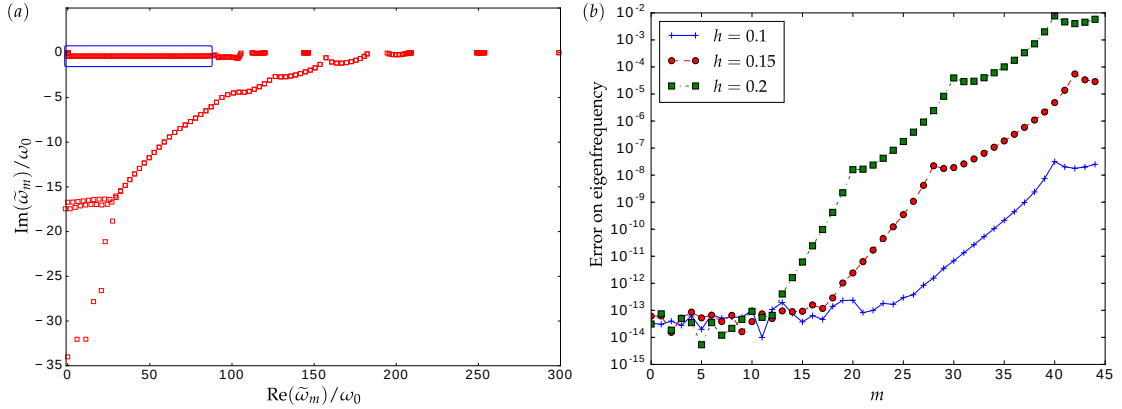 (a)
0
−5
−10
−15
−20
−25
−30
−35
Im(ω̃ₘ)/ω₀
0 50 100 150 200 250 300
Re(ω̃ₘ)/ω₀
(b)
h = 0.1
h = 0.15
h = 0.2
10⁻²
10⁻³
10⁻⁴
10⁻⁵
10⁻⁶
10⁻⁷
10⁻⁸
10⁻⁹
10⁻¹⁰
10⁻¹¹
10⁻¹²
10⁻¹³
10⁻¹⁴
10⁻¹⁵
Error on eigenfrequency
0 5 10 15 20 25 30 35 40 45
m